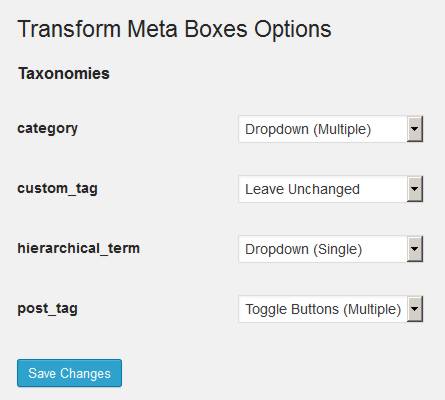 Transform Meta Boxes Options
Taxonomies
category Dropdown (Multiple)
custom_tag Leave Unchanged
hierarchical_term Dropdown (Single)
post_tag Toggle Buttons (Multiple)
Save Changes